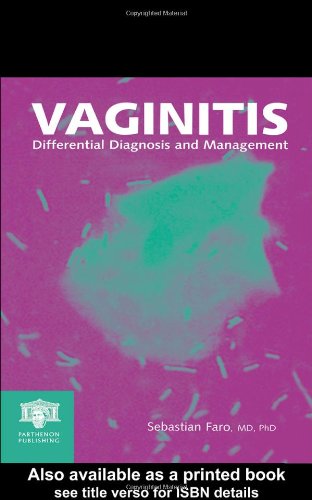 VAGINITIS
Differential Diagnosis and Management
Sebastian Faro, MD, PhD
PARTHENON
PUBLISHING
Also available as a printed book
see title verso for ISBN details